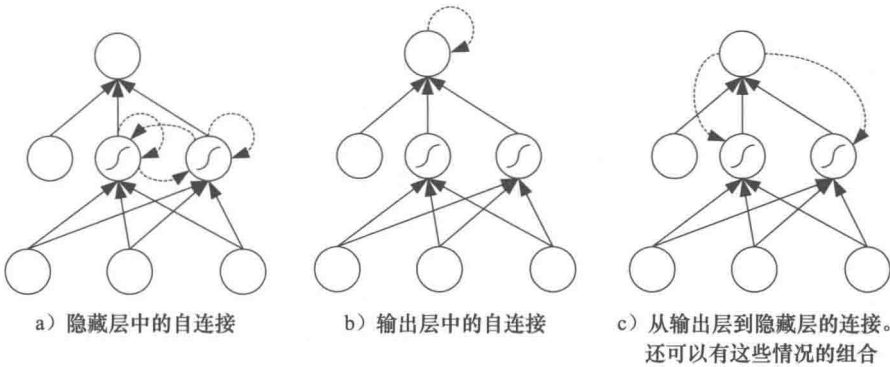 a）隐藏层中的自连接
b）输出层中的自连接
c）从输出层到隐藏层的连接。
还可以有这些情况的组合